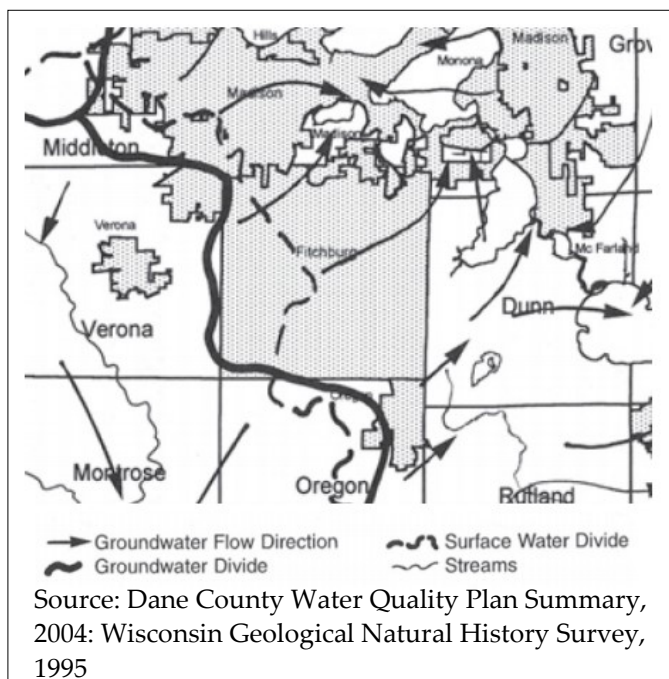 Hills
Madison
Grov
Monona
Madison
Madison
Middleton
Verona
Fitchburg
Mc Farland
Dunn
Verona
Oregon
Montrose
Oregon
Rutland
Groundwater Flow Direction
Surface Water Divide
Groundwater Divide
Streams
Source: Dane County Water Quality Plan Summary,
2004: Wisconsin Geological Natural History Survey,
1995